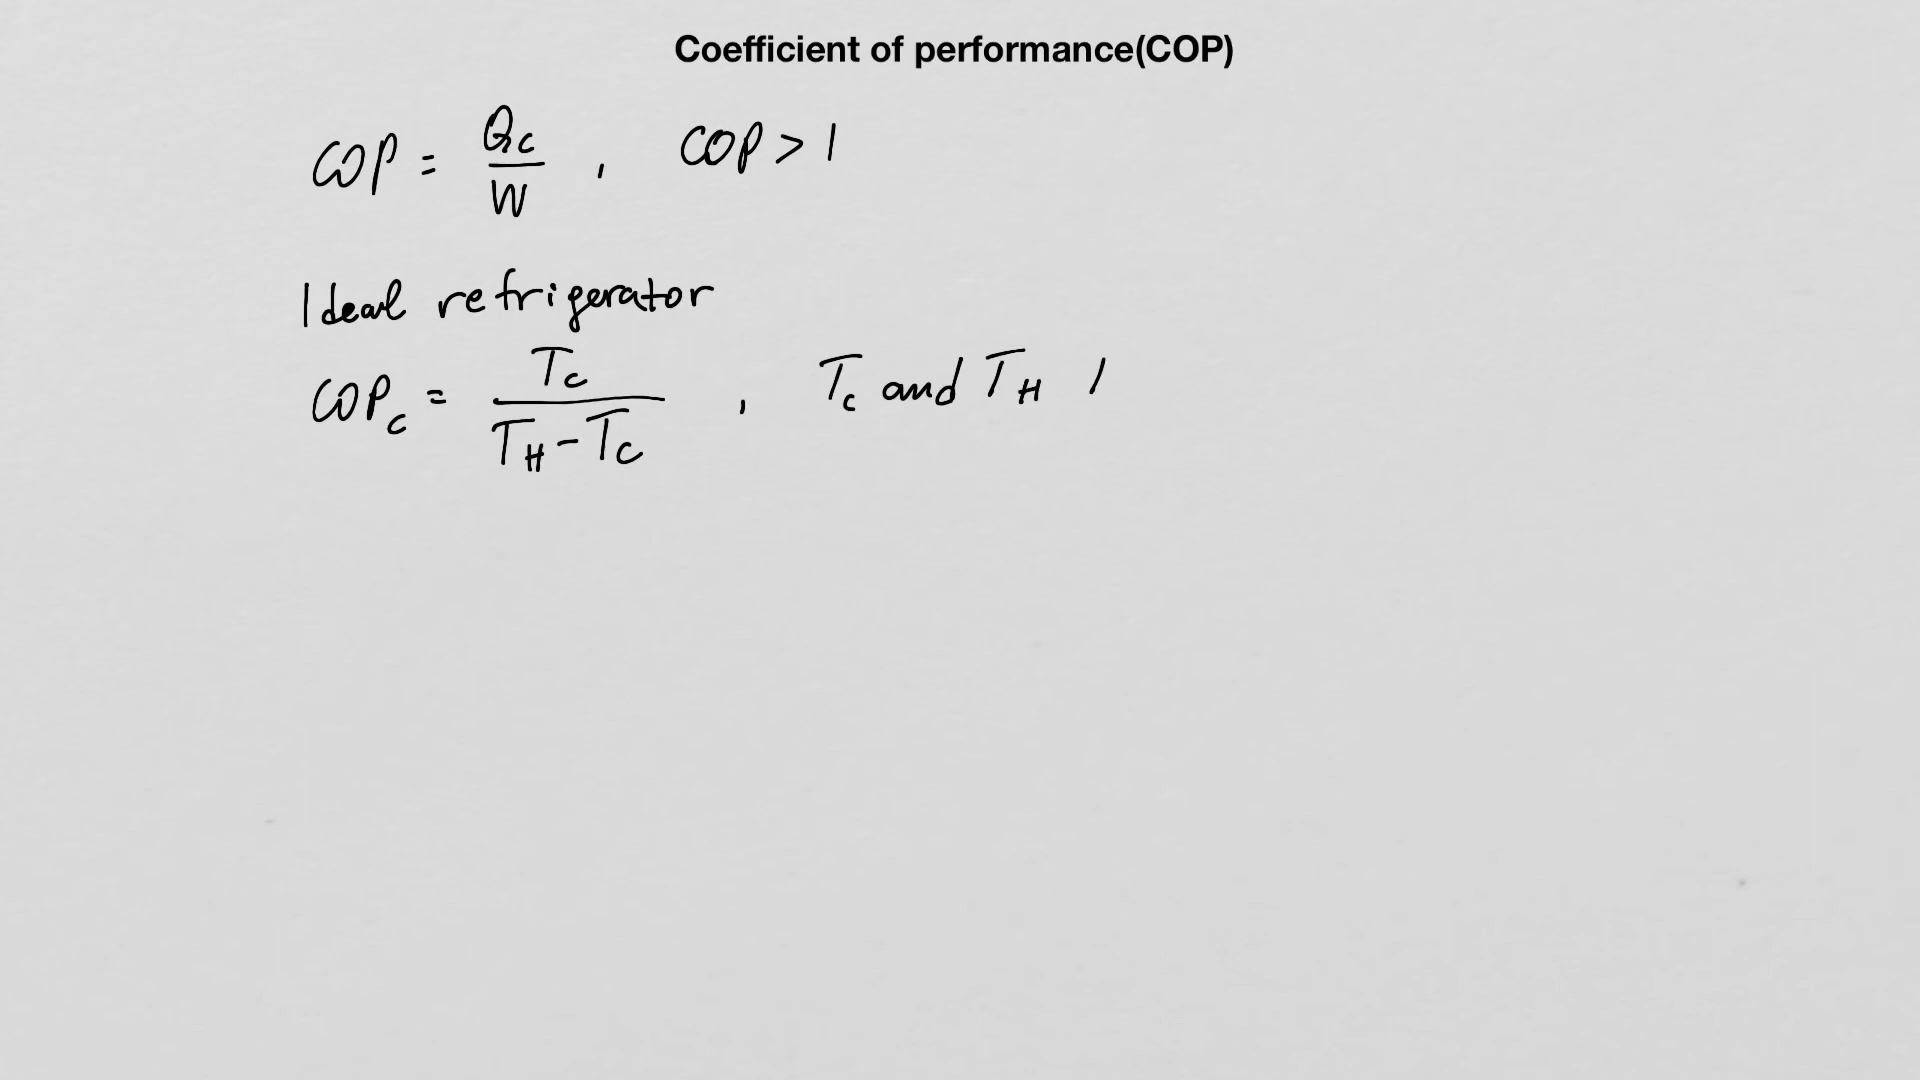 Coefficient of performance(COP)
COP = Qc / W , COP > 1
Ideal refrigerator
COPc = Tc / TH - Tc , Tc and TH